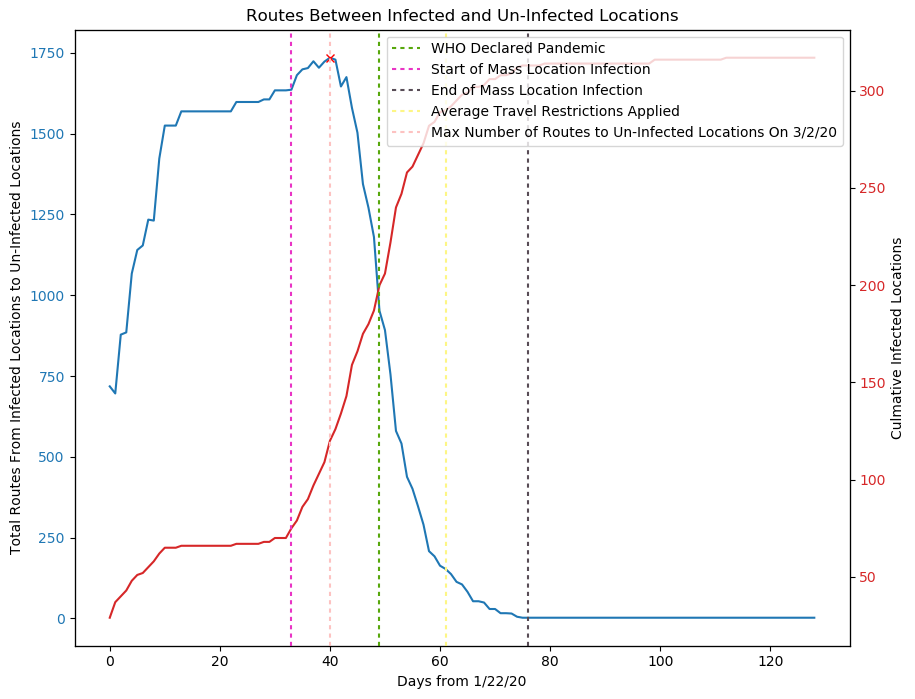 Routes Between Infected and Un-Infected Locations
WHO Declared Pandemic
Start of Mass Location Infection
End of Mass Location Infection
Average Travel Restrictions Applied
Max Number of Routes to Un-Infected Locations On 3/2/20
Total Routes From Infected Locations to Un-Infected Locations
1750
1500
1250
1000
750
500
250
0
300
250
200
150
100
50
Culmative Infected Locations
0 20 40 60 80 100 120
Days from 1/22/20